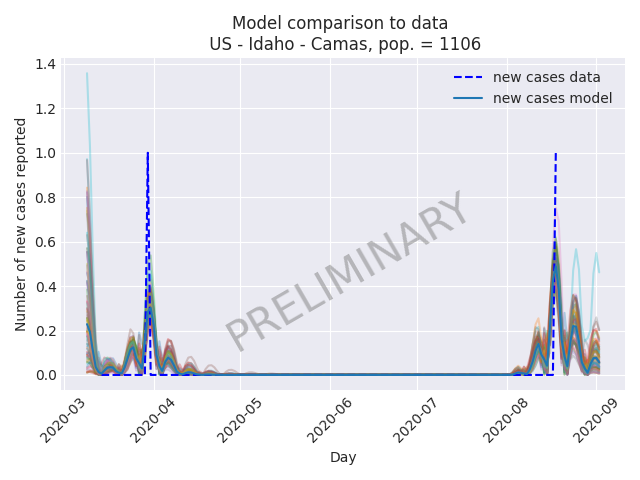 Model comparison to data
US - Idaho - Camas, pop. = 1106
new cases data
new cases model
Number of new cases reported
1.4
1.2
1.0
0.8
0.6
0.4
0.2
0.0
PRELIMINARY
2020-03
2020-04
2020-05
2020-06
2020-07
2020-08
2020-09
Day